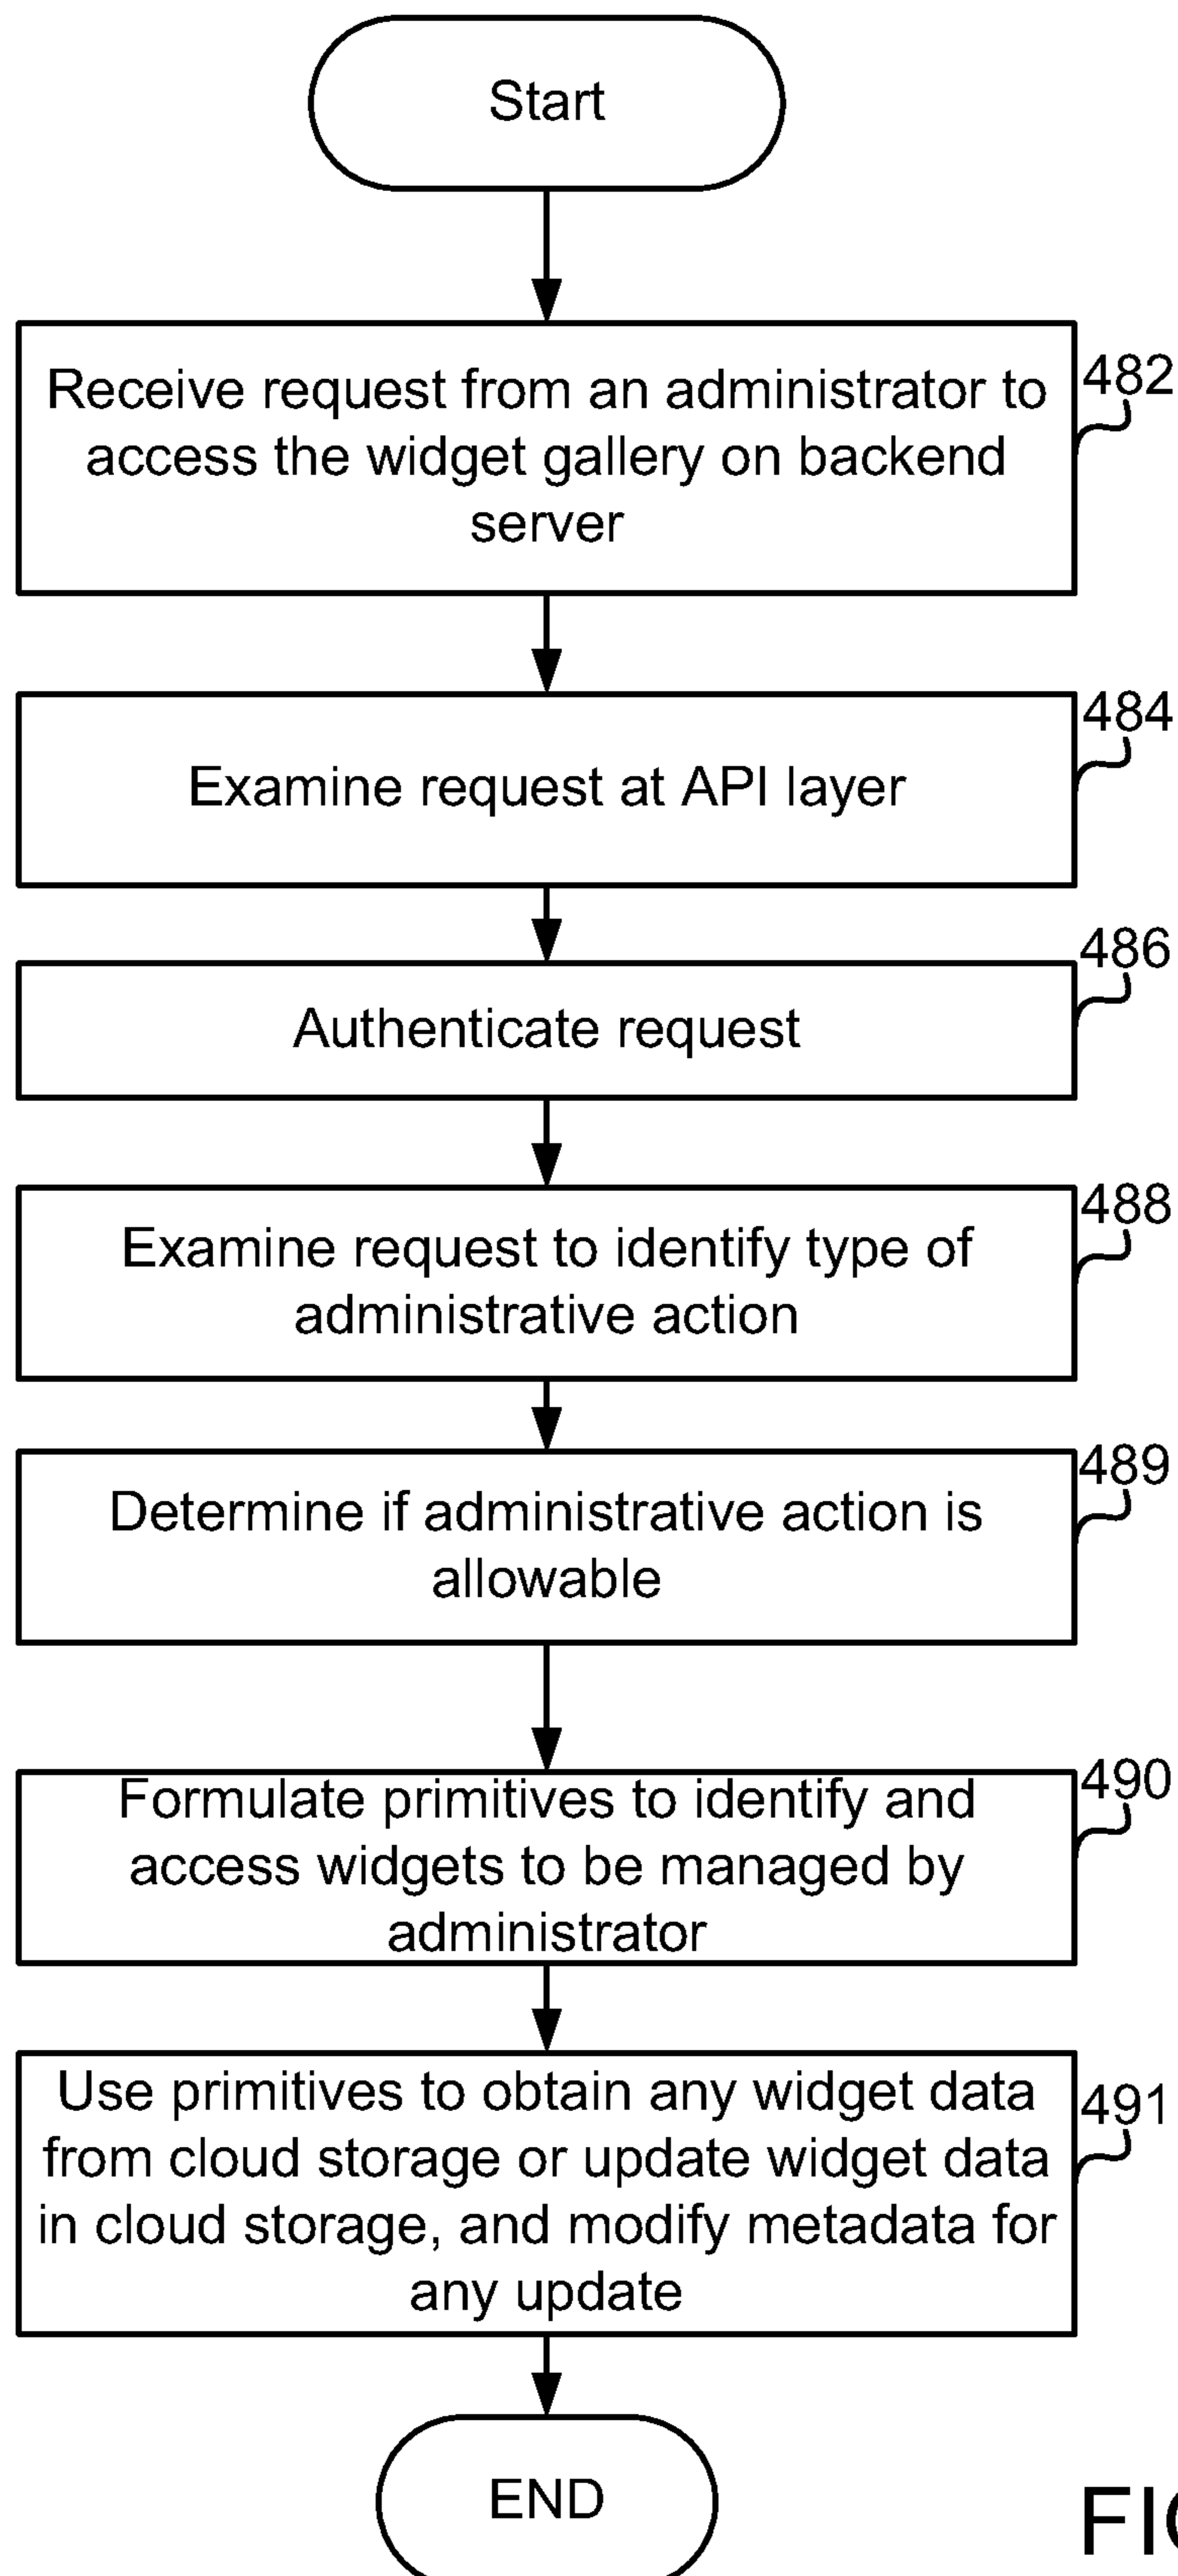 Start
Receive request from an administrator to
access the widget gallery on backend
server
482
Examine request at API layer
484
Authenticate request
486
Examine request to identify type of
administrative action
488
Determine if administrative action is
allowable
489
Formulate primitives to identify and
access widgets to be managed by
administrator
490
Use primitives to obtain any widget data
from cloud storage or update widget data
in cloud storage, and modify metadata for
any update
491
END